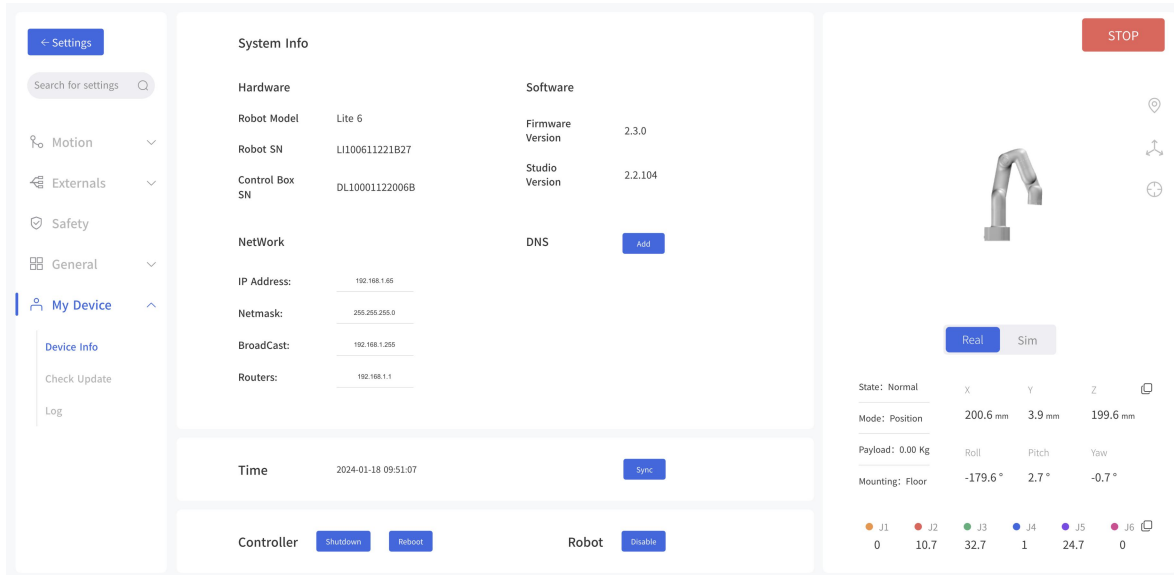 ← Settings
Search for settings
Motion
Externals
Safety
General
My Device
Device Info
Check Update
Log
System Info
Hardware
Robot Model Lite 6
Robot SN LI100611221B27
Control Box
SN
DL10001122006B
Software
Firmware
Version
2.3.0
Studio
Version
2.2.104
NetWork
IP Address: 192.168.1.65
Netmask: 255.255.255.0
BroadCast: 192.168.1.255
Routers: 192.168.1.1
DNS Add
Time 2024-01-18 09:51:07 Sync
Controller Shutdown Reboot Robot Disable
STOP
Real Sim
State: Normal
Mode: Position
Payload: 0.00 Kg
Mounting: Floor
X Y Z
200.6 mm 3.9 mm 199.6 mm
Roll Pitch Yaw
-179.6 ° 2.7 ° -0.7 °
J1 J2 J3 J4 J5 J6
0 10.7 32.7 1 24.7 0